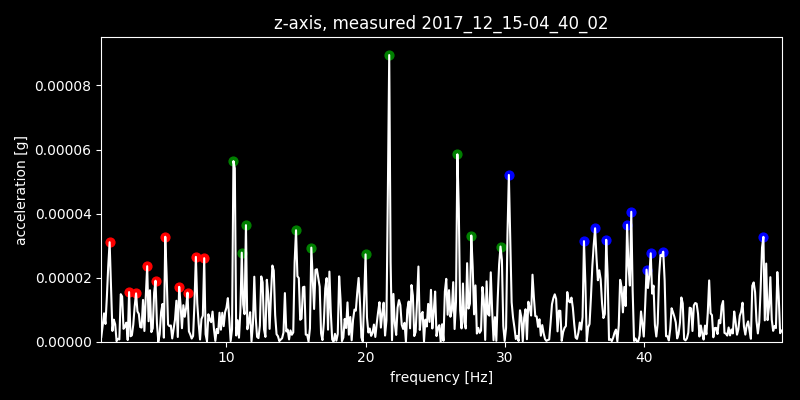 z-axis, measured 2017_12_15-04_40_02
0.00008
0.00006
0.00004
0.00002
0.00000
acceleration [g]
10 20 30 40
frequency [Hz]